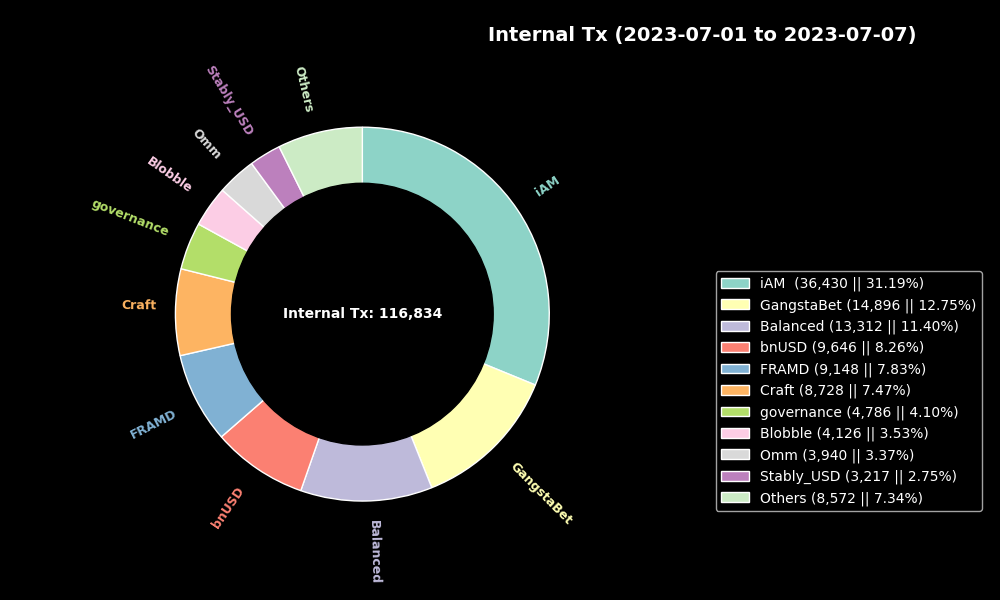 Internal Tx (2023-07-01 to 2023-07-07)
Others
Stably_USD
Omm
Blobble
iAM
governance
Craft
Internal Tx: 116,834
FRAMD
bnUSD
GangstaBet
Balanced
iAM  (36,430 || 31.19%)
GangstaBet (14,896 || 12.75%)
Balanced (13,312 || 11.40%)
bnUSD (9,646 || 8.26%)
FRAMD (9,148 || 7.83%)
Craft (8,728 || 7.47%)
governance (4,786 || 4.10%)
Blobble (4,126 || 3.53%)
Omm (3,940 || 3.37%)
Stably_USD (3,217 || 2.75%)
Others (8,572 || 7.34%)